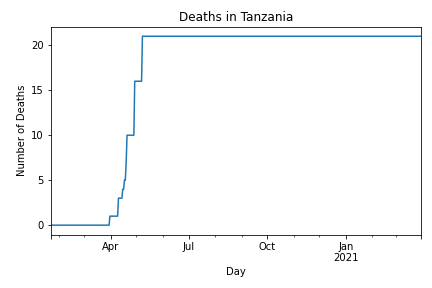 Deaths in Tanzania
Number of Deaths
20
15
10
5
0
Apr
Jul
Oct
Jan
2021
Day